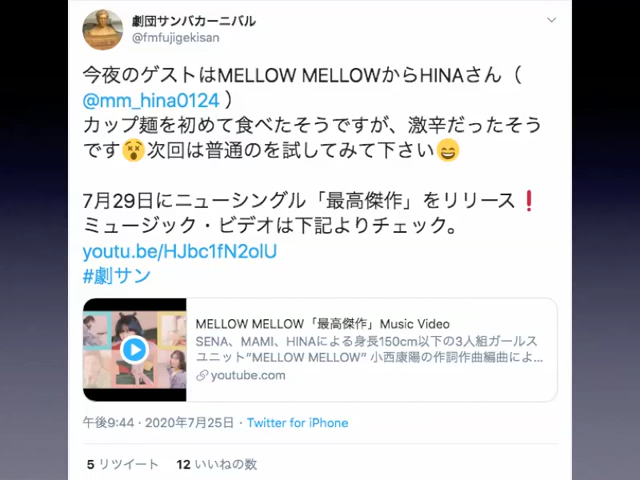 劇団サンバカーニバル
@fmfujigekisan
今夜のゲストはMELLOW MELLOWからHINAさん（
@mm_hina0124 ）
カップ麺を初めて食べたそうですが、激辛だったそう
です😵次回は普通のを試してみて下さい😄
7月29日にニューシングル「最高傑作」をリリース❗
ミュージック・ビデオは下記よりチェック。
youtu.be/HJbc1fN2olU
#劇サン
MELLOW MELLOW「最高傑作」Music Video
SENA、MAMI、HINAによる身長150cm以下の3人組ガールス
ユニット”MELLOW MELLOW” 小西康陽の作詞作曲編曲によ...
youtube.com
午後9:44 · 2020年7月25日 · Twitter for iPhone
5 リツイート 12 いいねの数